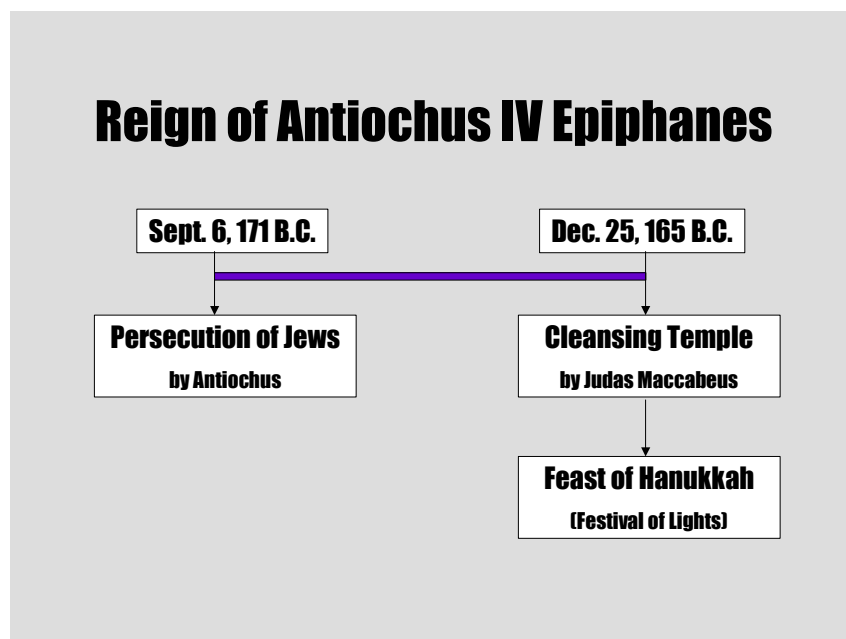 Reign of Antiochus IV Epiphanes
Sept. 6, 171 B.C.
Dec. 25, 165 B.C.
Persecution of Jews
by Antiochus
Cleansing Temple
by Judas Maccabeus
Feast of Hanukkah
(Festival of Lights)